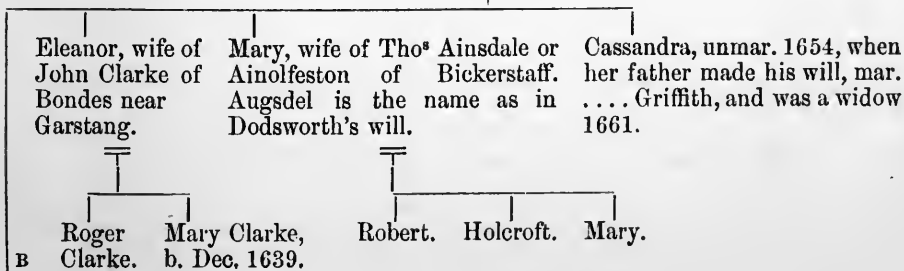 Eleanor, wife of
John Clarke of
Bondes near
Garstang.
Mary, wife of Thoˢ Ainsdale or
Ainolfeston of Bickerstaff.
Augsdel is the name as in
Dodsworth's will.
Cassandra, unmar. 1654, when
her father made his will, mar.
.... Griffith, and was a widow
1661.
Roger
Clarke.
Mary Clarke,
b. Dec. 1639.
Robert.
Holcroft.
Mary.
B